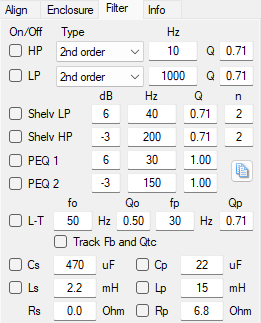 Align Enclosure Filter Info
On/Off Type Hz
HP 2nd order 10 Q 0.71
LP 2nd order 1000 Q 0.71
dB Hz Q n
Shelv LP 6 40 0.71 2
Shelv HP -3 200 0.71 2
PEQ 1 6 30 1.00
PEQ 2 -3 150 1.00
fo Qo fp Qp
L-T 50 Hz 0.50 30 Hz 0.71
Track Fb and Qtc
Cs 470 uF Cp 22 uF
Ls 2.2 mH Lp 15 mH
Rs 0.0 Ohm Rp 6.8 Ohm